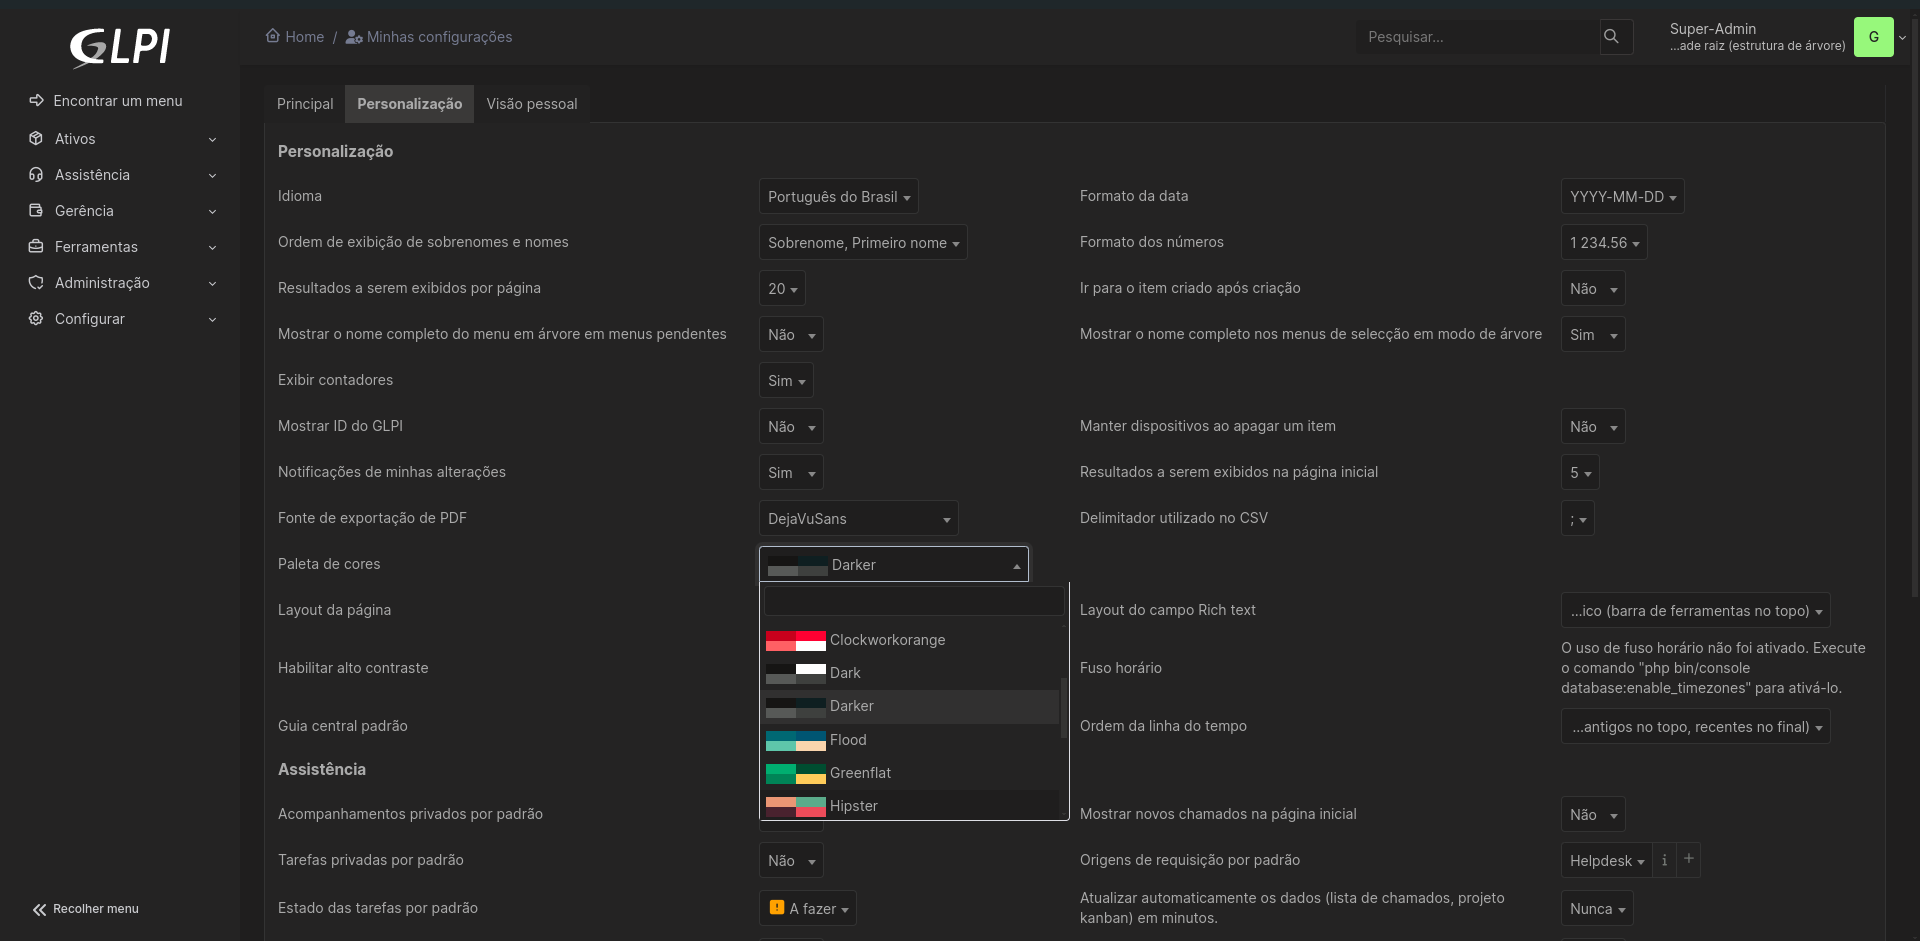 GLPI
Home / Minhas configurações
Pesquisar...
Super-Admin
...ade raiz (estrutura de árvore)
G
Encontrar um menu
Ativos
Assistência
Gerência
Ferramentas
Administração
Configurar
Recolher menu
Principal Personalização Visão pessoal
Personalização
Idioma Português do Brasil Formato da data YYYY-MM-DD
Ordem de exibição de sobrenomes e nomes Sobrenome, Primeiro nome Formato dos números 1 234.56
Resultados a serem exibidos por página 20 Ir para o item criado após criação Não
Mostrar o nome completo do menu em árvore em menus pendentes Não Mostrar o nome completo nos menus de selecção em modo de árvore Sim
Exibir contadores Sim
Mostrar ID do GLPI Não Manter dispositivos ao apagar um item Não
Notificações de minhas alterações Sim Resultados a serem exibidos na página inicial 5
Fonte de exportação de PDF DejaVuSans Delimitador utilizado no CSV ;
Paleta de cores Darker
Clockworkorange
Dark
Darker
Flood
Greenflat
Hipster
Layout da página Layout do campo Rich text ...ico (barra de ferramentas no topo)
Habilitar alto contraste Fuso horário O uso de fuso horário não foi ativado. Execute
o comando "php bin/console
database:enable_timezones" para ativá-lo.
Guia central padrão Ordem da linha do tempo ...antigos no topo, recentes no final)
Assistência
Acompanhamentos privados por padrão Mostrar novos chamados na página inicial Não
Tarefas privadas por padrão Não Origens de requisição por padrão Helpdesk i +
Estado das tarefas por padrão ! A fazer Atualizar automaticamente os dados (lista de chamados, projeto
kanban) em minutos. Nunca